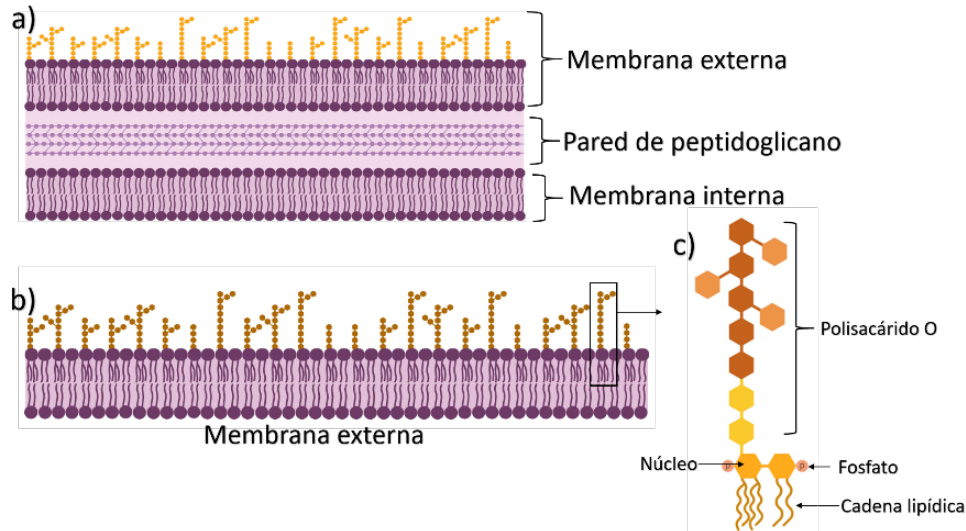 a)
Membrana externa
Pared de peptidoglicano
Membrana interna
b)
Membrana externa
c)
Polisacárido O
Núcleo
P
P
Fosfato
Cadena lipídica